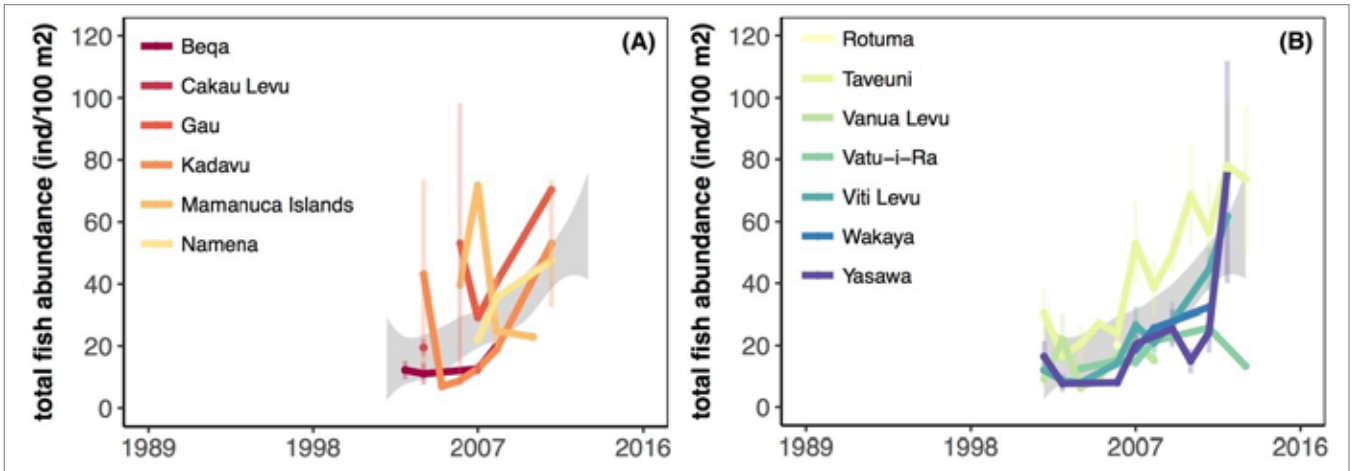 total fish abundance (ind/100 m2)
120
100
80
60
40
20
0
Beqa
Cakau Levu
Gau
Kadavu
Mamanuca Islands
Namena
(A)
1989
1998
2007
2016
total fish abundance (ind/100 m2)
120
100
80
60
40
20
0
Rotuma
Taveuni
Vanua Levu
Vatu-i-Ra
Viti Levu
Wakaya
Yasawa
(B)
1989
1998
2007
2016